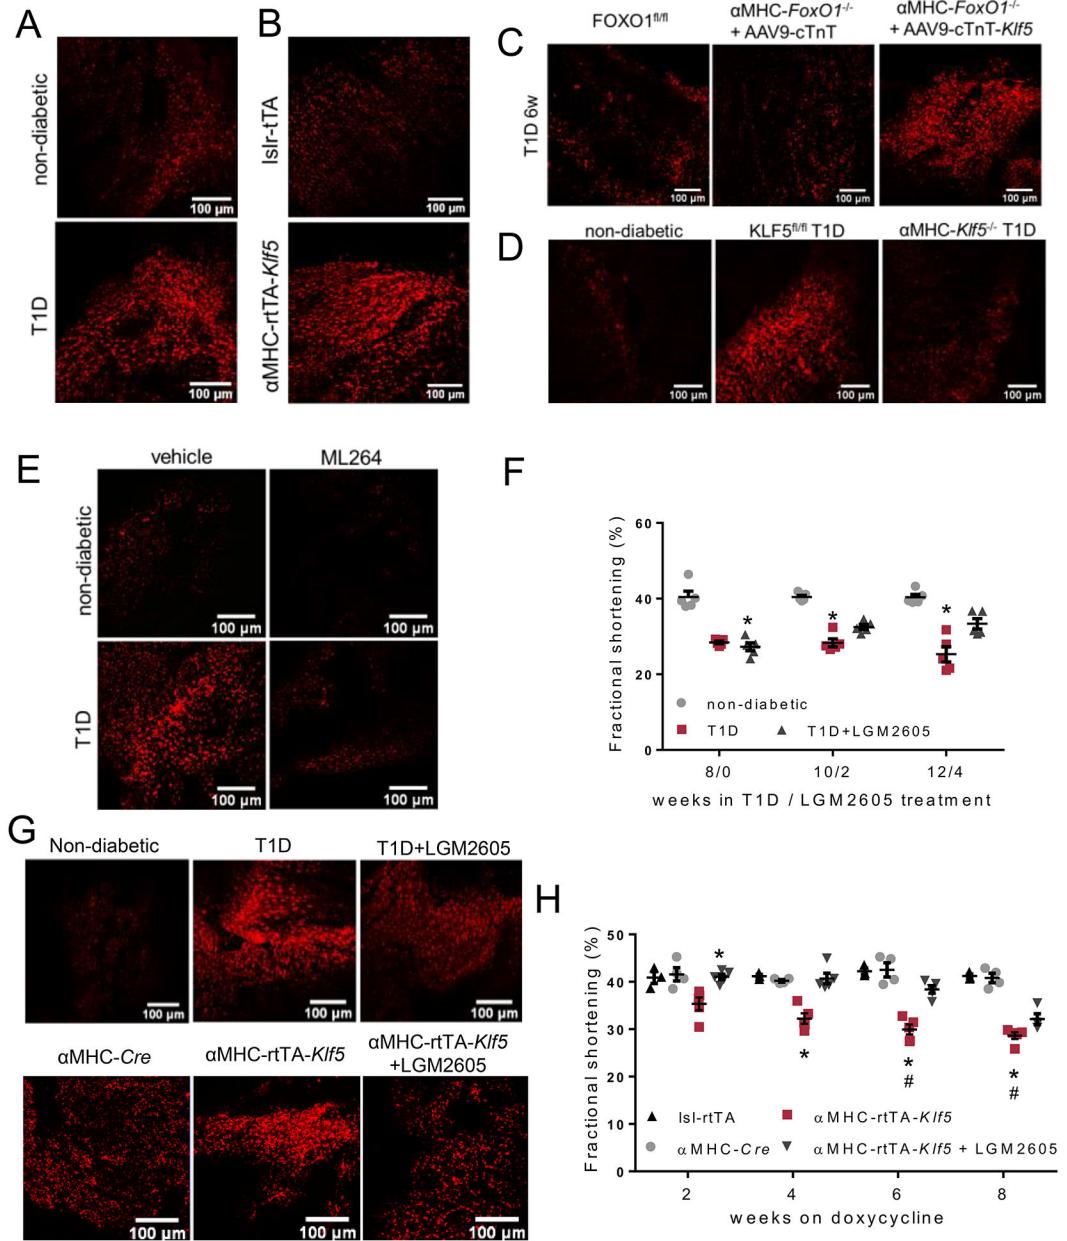 A
non-diabetic
100 µm
T1D
100 µm
B
lslr-tTA
100 µm
αMHC-rtTA-Klf5
100 µm
C
FOXO1fl/fl
αMHC-FoxO1-/-
+ AAV9-cTnT
αMHC-FoxO1-/-
+ AAV9-cTnT-Klf5
T1D 6w
100 µm
100 µm
100 µm
D
non-diabetic
KLF5fl/fl T1D
αMHC-Klf5-/- T1D
100 µm
100 µm
100 µm
E
vehicle
ML264
non-diabetic
100 µm
100 µm
T1D
100 µm
100 µm
F
Fractional shortening (%)
60
40
20
0
*
*
*
non-diabetic
T1D
T1D+LGM2605
8/0
10/2
12/4
weeks in T1D / LGM2605 treatment
G
Non-diabetic
T1D
T1D+LGM2605
100 µm
100 µm
100 µm
αMHC-Cre
αMHC-rtTA-Klf5
αMHC-rtTA-Klf5
+LGM2605
100 µm
100 µm
100 µm
H
Fractional shortening (%)
50
40
30
20
10
0
*
*
*
#
*
#
lsl-rtTA
αMHC-rtTA-Klf5
αMHC-Cre
αMHC-rtTA-Klf5 + LGM2605
2
4
6
8
weeks on doxycycline